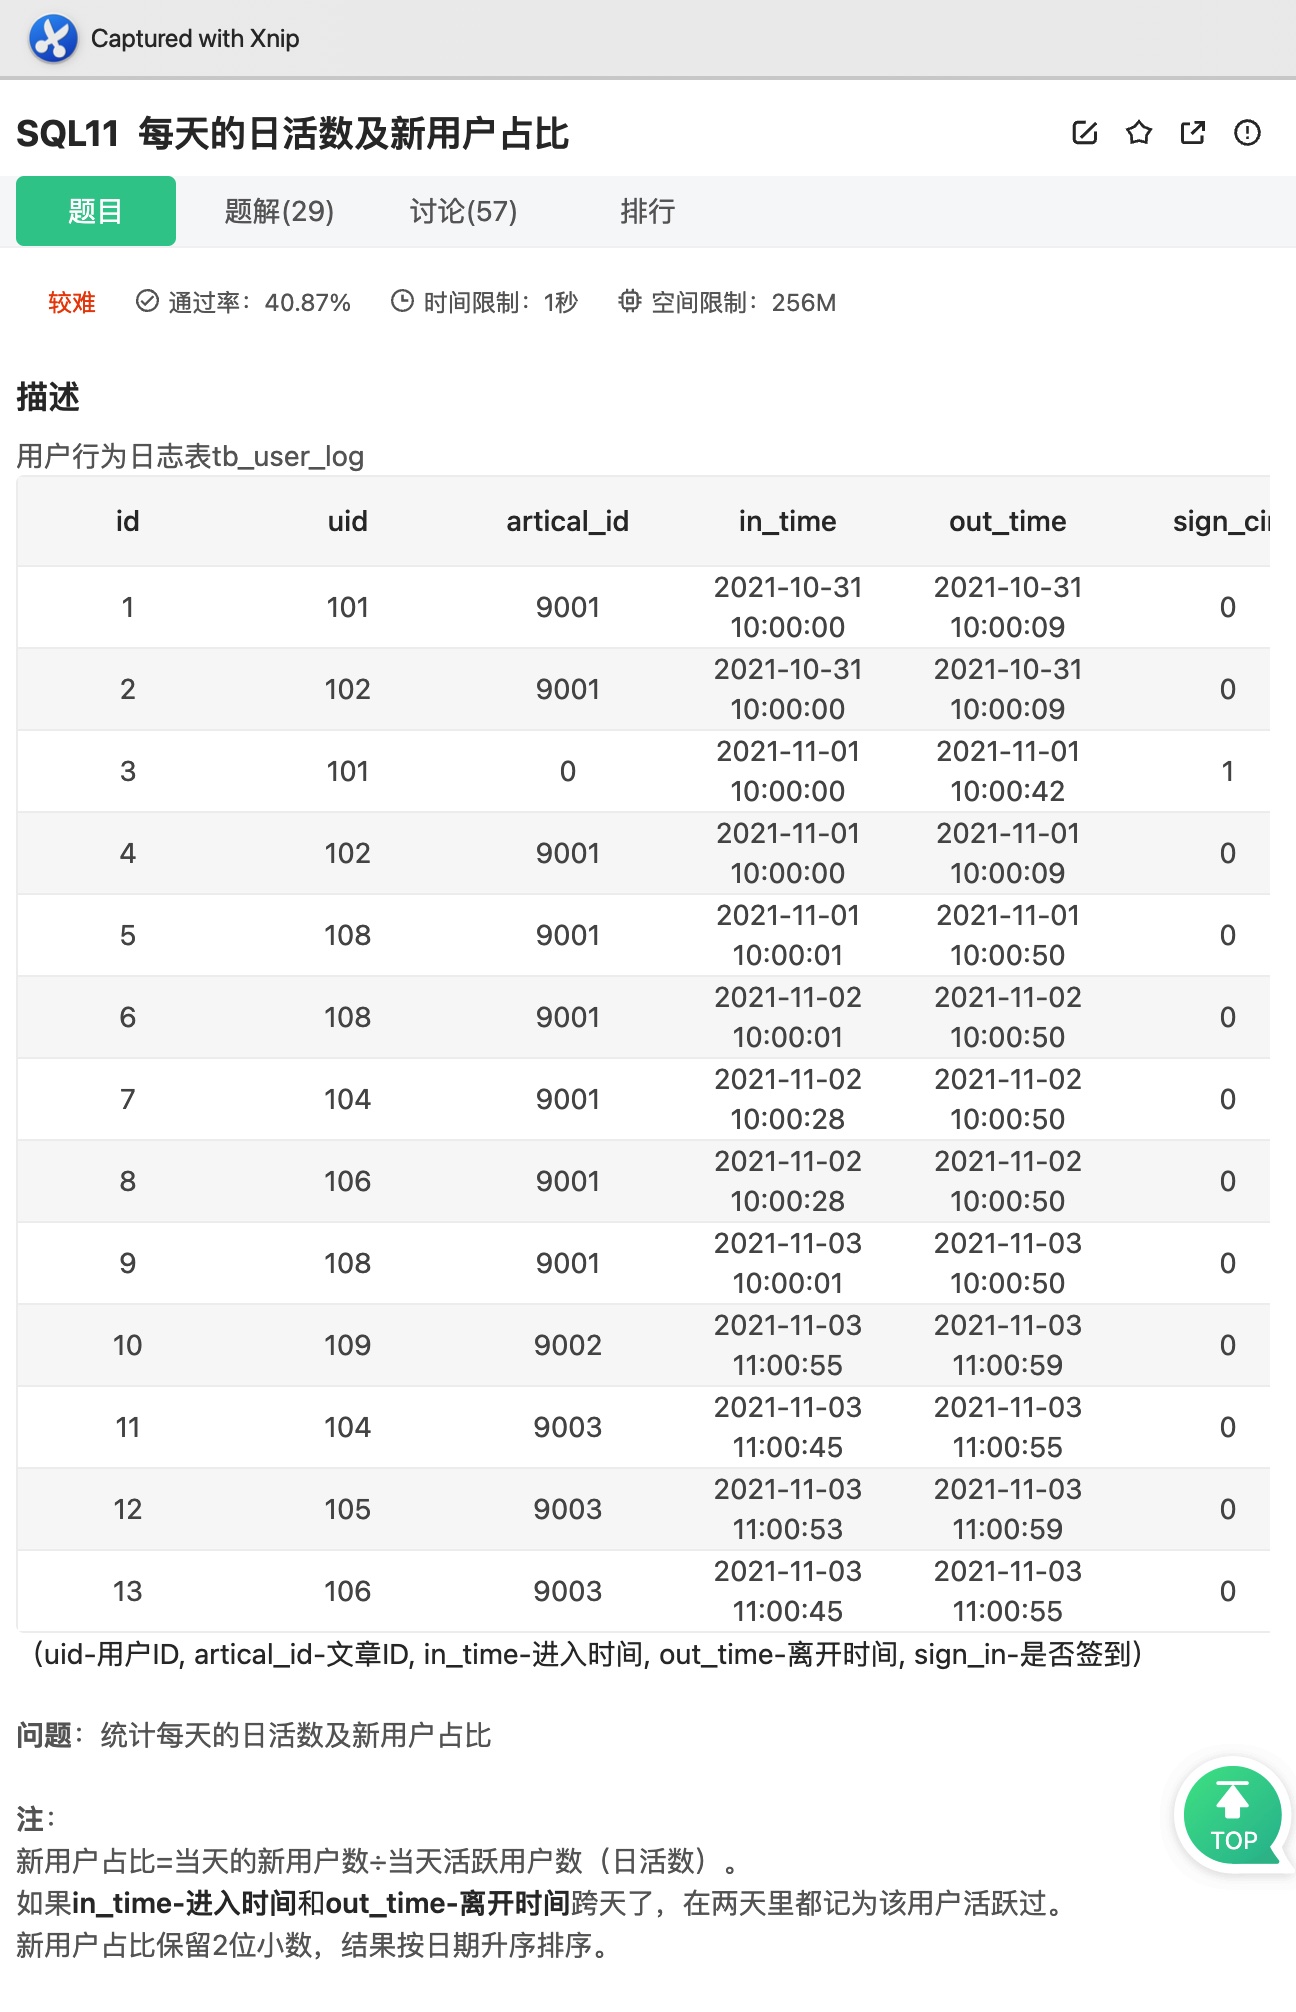 Captured with Xnip
SQL11 每天的日活数及新用户占比
题目 题解(29) 讨论(57) 排行
较难 通过率：40.87% 时间限制：1秒 空间限制：256M
描述
用户行为日志表tb_user_log
id uid artical_id in_time out_time sign_cin
1 101 9001 2021-10-31 10:00:00 2021-10-31 10:00:09 0
2 102 9001 2021-10-31 10:00:00 2021-10-31 10:00:09 0
3 101 0 2021-11-01 10:00:00 2021-11-01 10:00:42 1
4 102 9001 2021-11-01 10:00:00 2021-11-01 10:00:09 0
5 108 9001 2021-11-01 10:00:01 2021-11-01 10:00:50 0
6 108 9001 2021-11-02 10:00:01 2021-11-02 10:00:50 0
7 104 9001 2021-11-02 10:00:28 2021-11-02 10:00:50 0
8 106 9001 2021-11-02 10:00:28 2021-11-02 10:00:50 0
9 108 9001 2021-11-03 10:00:01 2021-11-03 10:00:50 0
10 109 9002 2021-11-03 11:00:55 2021-11-03 11:00:59 0
11 104 9003 2021-11-03 11:00:45 2021-11-03 11:00:55 0
12 105 9003 2021-11-03 11:00:53 2021-11-03 11:00:59 0
13 106 9003 2021-11-03 11:00:45 2021-11-03 11:00:55 0
（uid-用户ID, artical_id-文章ID, in_time-进入时间, out_time-离开时间, sign_in-是否签到）
问题：统计每天的日活数及新用户占比
注：
新用户占比=当天的新用户数÷当天活跃用户数（日活数）。
如果in_time-进入时间和out_time-离开时间跨天了，在两天里都记为该用户活跃过。
新用户占比保留2位小数，结果按日期升序排序。
TOP